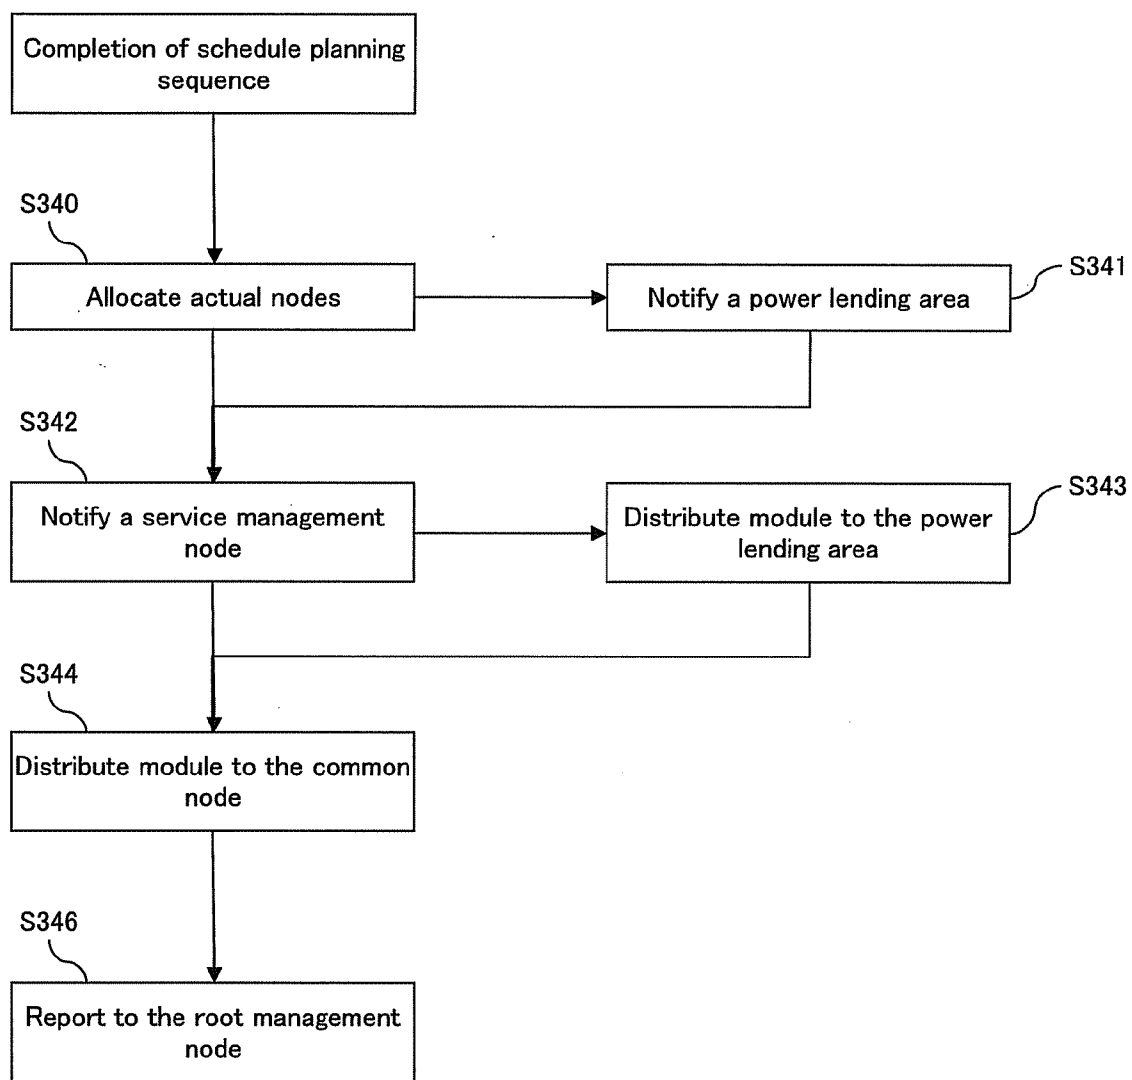 Completion of schedule planning
sequence
S340
Allocate actual nodes
S341
Notify a power lending area
S342
Notify a service management
node
S343
Distribute module to the power
lending area
S344
Distribute module to the common
node
S346
Report to the root management
node